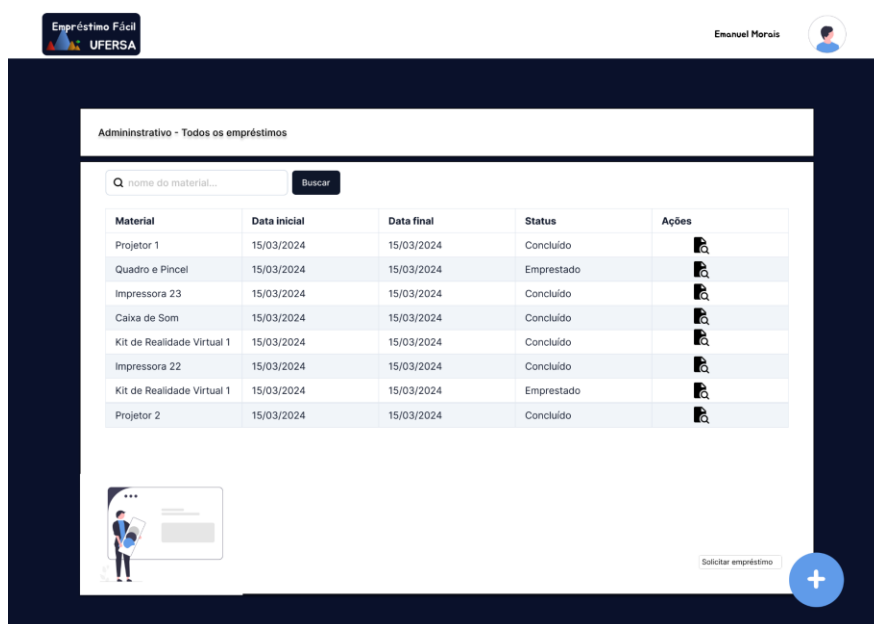 Empréstimo Fácil
UFERSA
Emanuel Morais
Admininstrativo - Todos os empréstimos
nome do material...
Buscar
Material Data inicial Data final Status Ações
Projetor 1 15/03/2024 15/03/2024 Concluído
Quadro e Pincel 15/03/2024 15/03/2024 Emprestado
Impressora 23 15/03/2024 15/03/2024 Concluído
Caixa de Som 15/03/2024 15/03/2024 Concluído
Kit de Realidade Virtual 1 15/03/2024 15/03/2024 Concluído
Impressora 22 15/03/2024 15/03/2024 Concluído
Kit de Realidade Virtual 1 15/03/2024 15/03/2024 Emprestado
Projetor 2 15/03/2024 15/03/2024 Concluído
Solicitar empréstimo